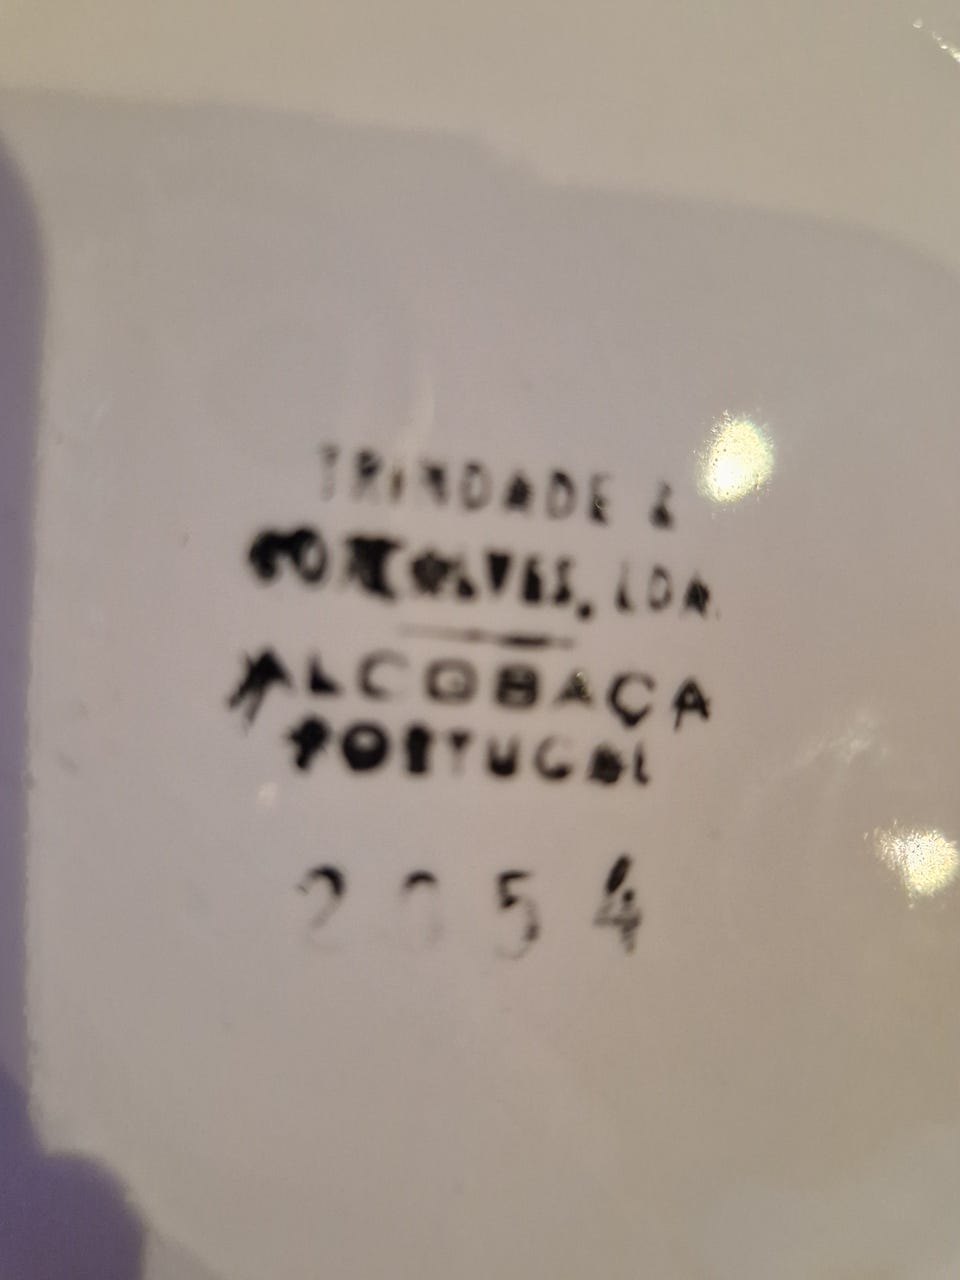 TRINDADE &
GONÇALVES, LDA.
ALCOBAÇA
PORTUGAL
2054